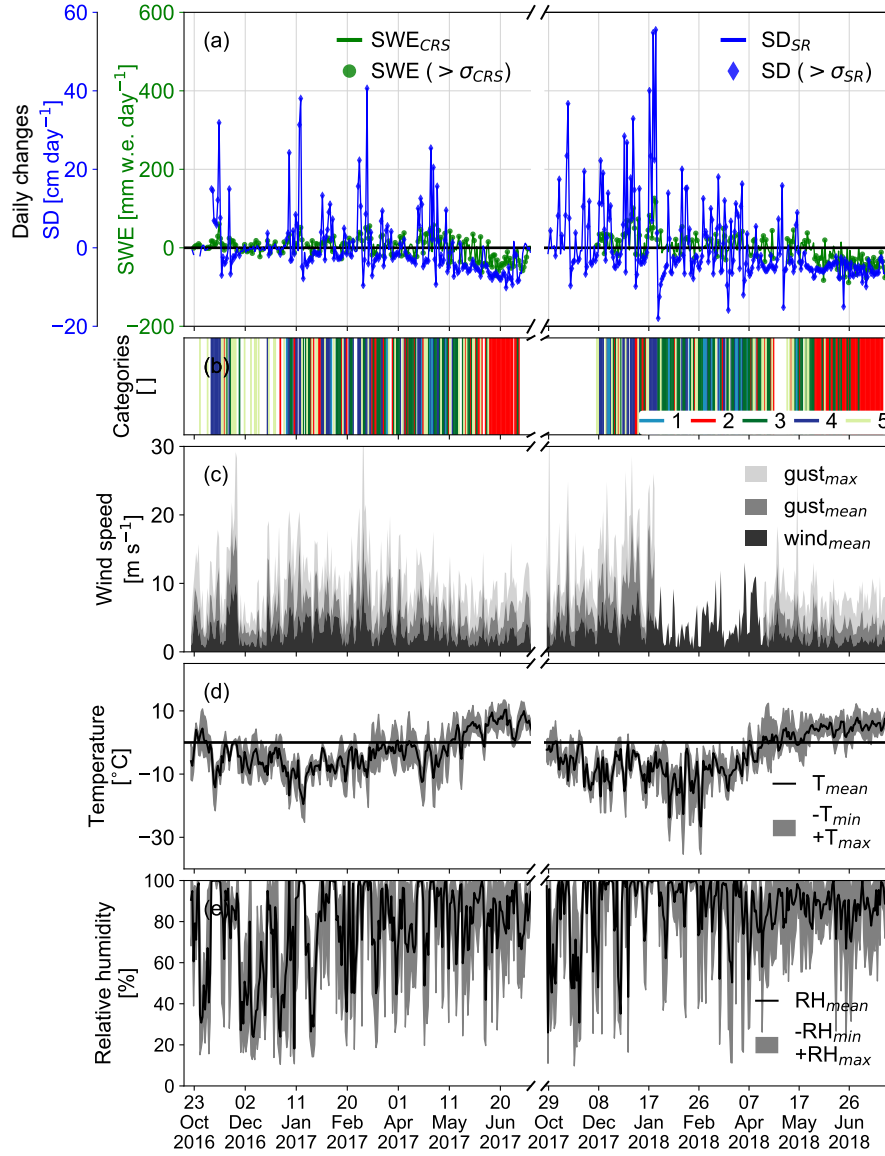 (a)
SWE_CRS
SWE (> σ_CRS)
SD_SR
SD (> σ_SR)
Daily changes
SD [cm day⁻¹]
SWE [mm w.e. day⁻¹]
60
40
20
0
−20
600
400
200
0
−200
(b)
Categories
[ ]
1 2 3 4 5
(c)
gust_max
gust_mean
wind_mean
Wind speed
[m s⁻¹]
30
20
10
0
(d)
T_mean
-T_min
+T_max
Temperature
[˚C]
10
−10
−30
(e)
RH_mean
-RH_min
+RH_max
Relative humidity
[%]
100
80
60
40
20
0
23 02 11 20 01 11 20 29 08 17 26 07 17 26
Oct Dec Jan Feb Apr May Jun Oct Dec Jan Feb Apr May Jun
2016 2016 2017 2017 2017 2017 2017 2017 2017 2018 2018 2018 2018 2018